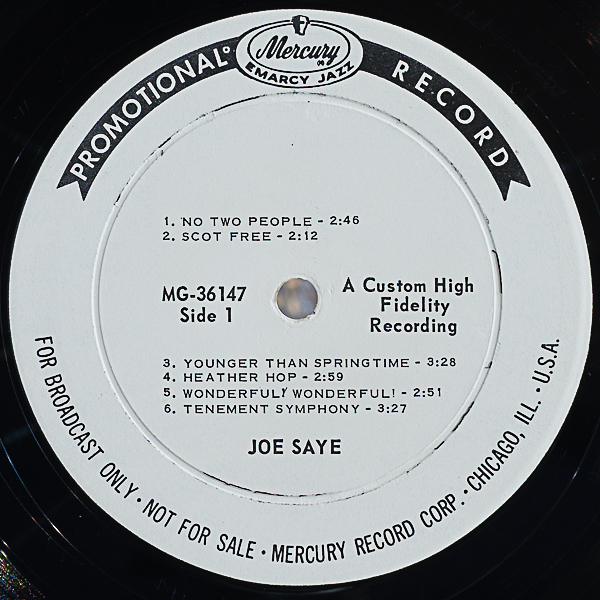 Mercury
EMARCY JAZZ
PROMOTIONAL RECORD
1. NO TWO PEOPLE - 2:46
2. SCOT FREE - 2:12
MG-36147
Side 1
A Custom High
Fidelity
Recording
3. YOUNGER THAN SPRINGTIME - 3:28
4. HEATHER HOP - 2:59
5. WONDERFUL! WONDERFUL! - 2:51
6. TENEMENT SYMPHONY - 3:27
JOE SAYE
FOR BROADCAST ONLY • NOT FOR SALE • MERCURY RECORD CORP. • CHICAGO, ILL. • U.S.A.